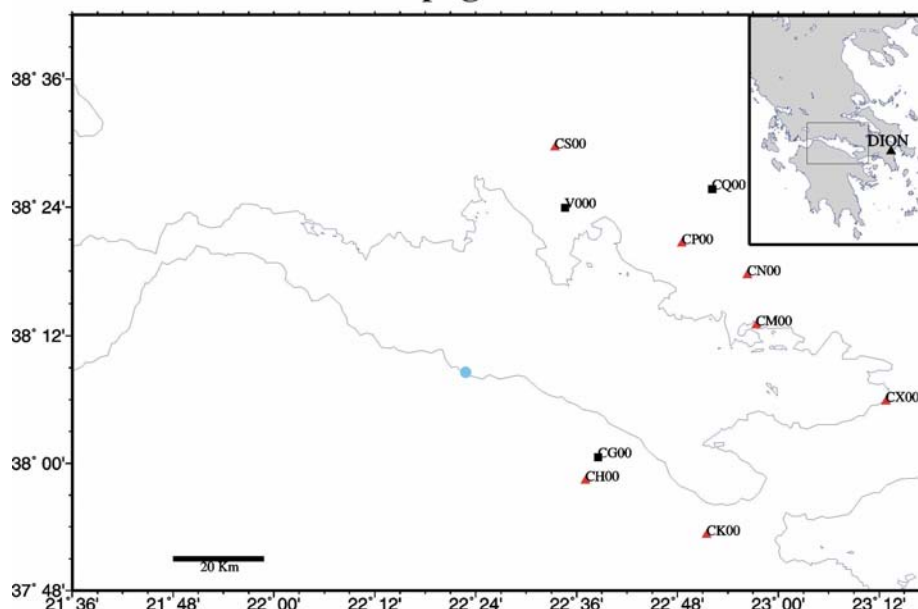 38° 36'
DION
CS00
CQ00
38° 24'
V000
CP00
CN00
CM00
38° 12'
CX00
CG00
38° 00'
CH00
CK00
20 Km
37° 48'
21° 36' 21° 48' 22° 00' 22° 12' 22° 24' 22° 36' 22° 48' 23° 00' 23° 12'